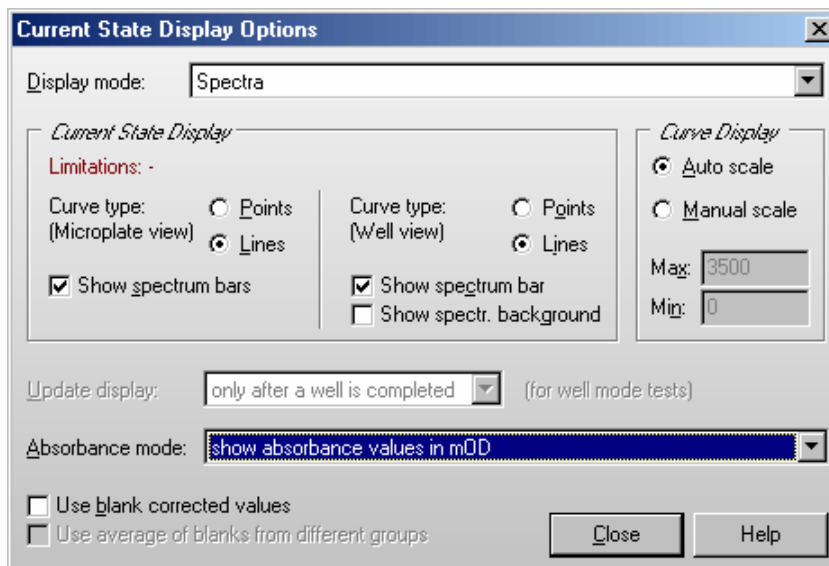 Current State Display Options
Display mode: Spectra
Current State Display
Limitations: -
Curve type:
(Microplate view)
Points
Lines
Show spectrum bars
Curve type:
(Well view)
Points
Lines
Show spectrum bar
Show spectr. background
Curve Display
Auto scale
Manual scale
Max: 3500
Min: 0
Update display: only after a well is completed (for well mode tests)
Absorbance mode: show absorbance values in mOD
Use blank corrected values
Use average of blanks from different groups
Close Help